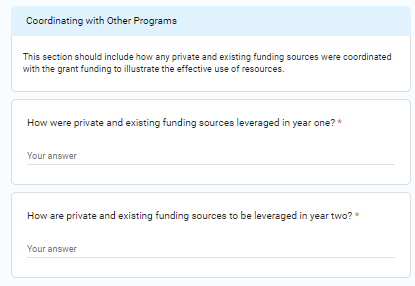 Coordinating with Other Programs
This section should include how any private and existing funding sources were coordinated
with the grant funding to illustrate the effective use of resources.
How were private and existing funding sources leveraged in year one? *
Your answer
How are private and existing funding sources to be leveraged in year two? *
Your answer